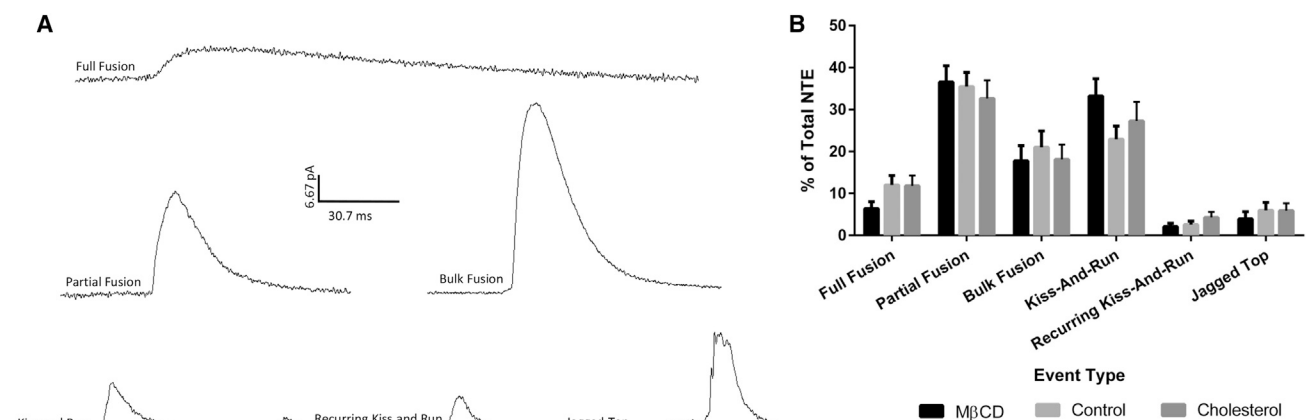 A
Full Fusion
6.67 pA
30.7 ms
Partial Fusion
Bulk Fusion
Recurring Kiss and Run
B
% of Total NTE
50
40
30
20
10
0
Full Fusion
Partial Fusion
Bulk Fusion
Kiss-And-Run
Recurring Kiss-And-Run
Jagged Top
Event Type
MβCD
Control
Cholesterol